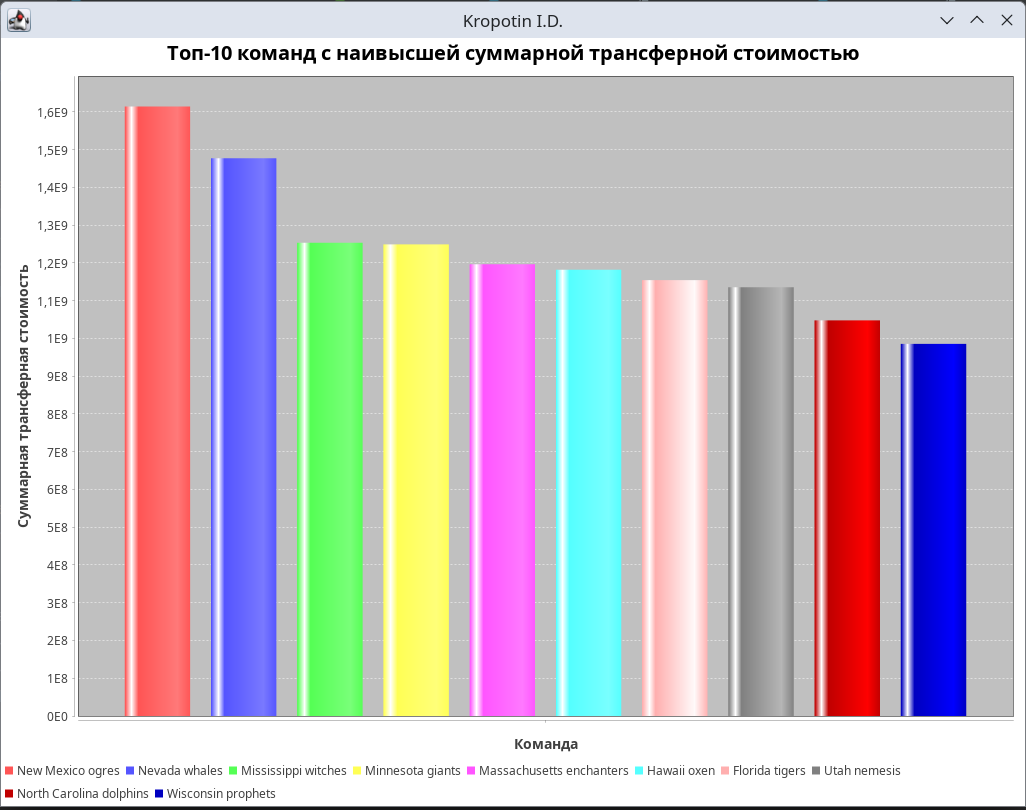 Kropotin I.D.
Топ-10 команд с наивысшей суммарной трансферной стоимостью
Суммарная трансферная стоимость
1,6E9
1,5E9
1,4E9
1,3E9
1,2E9
1,1E9
1E9
9E8
8E8
7E8
6E8
5E8
4E8
3E8
2E8
1E8
0E0
Команда
New Mexico ogres Nevada whales Mississippi witches Minnesota giants Massachusetts enchanters Hawaii oxen Florida tigers Utah nemesis
North Carolina dolphins Wisconsin prophets